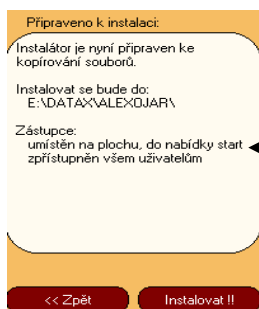 Připraveno k instalaci:
Instalátor je nyní připraven ke
kopírování souborů.
Instalovat se bude do:
E:\DATAX\ALEXOJAR\
Zástupce:
umístěn na plochu, do nabídky start
zpřístupněn všem uživatelům
<< Zpět
Instalovat !!